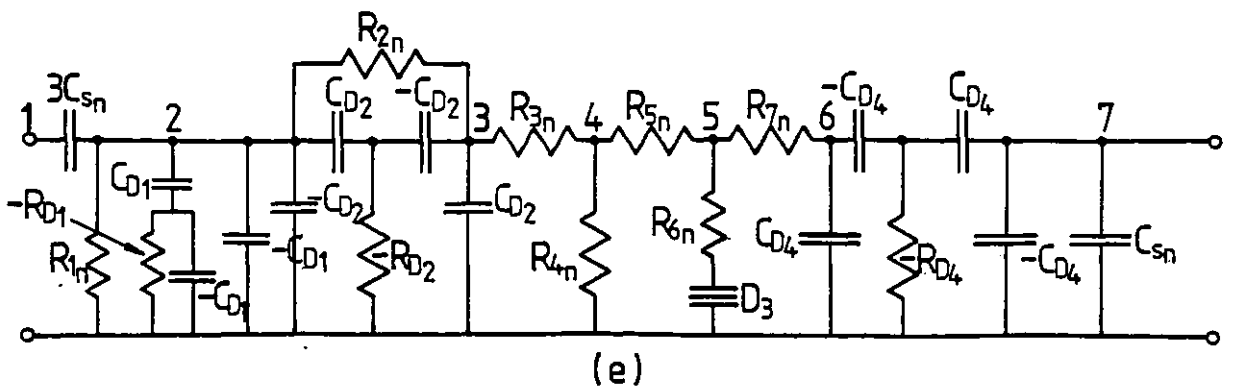 R2n
3Csn
CD2
-CD2
1
2
3
R3n
4
R5n
5
R7n
6
-CD4
CD4
7
CD1
-RD1
-CD2
CD2
R6n
R1n
-CD1
-CD1
-RD2
R4n
CD4
-RD4
-CD4
Csn
D3
(e)